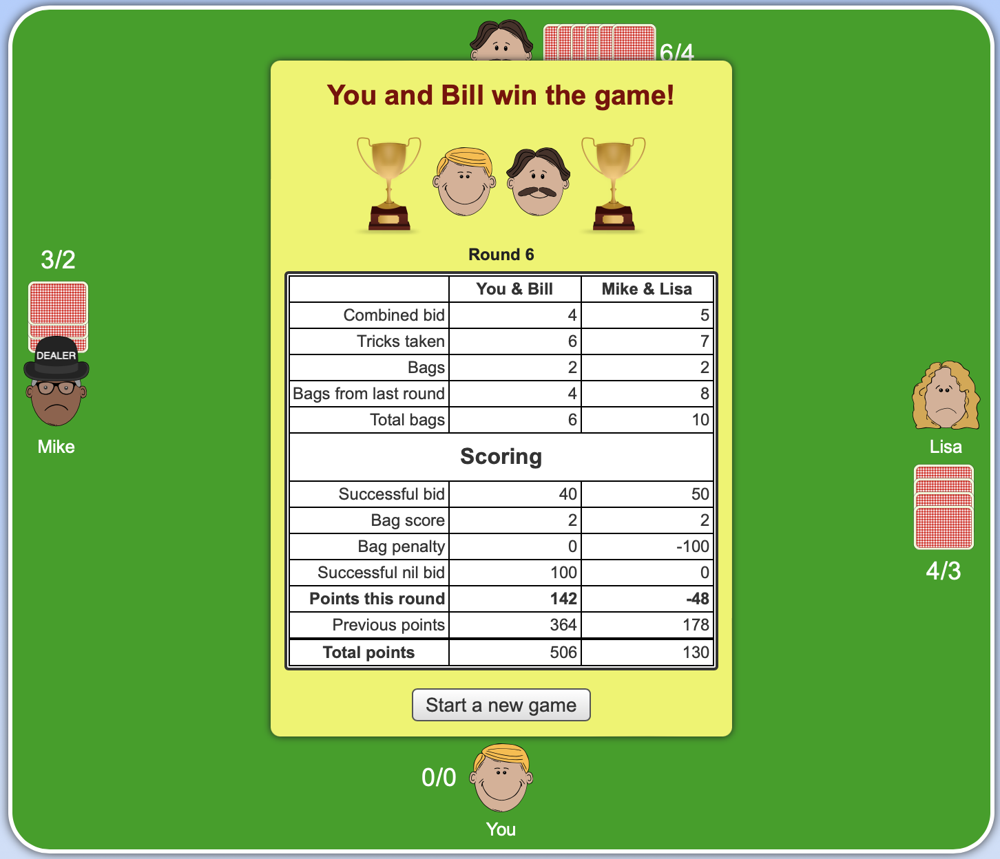 6/4
You and Bill win the game!
Round 6
You & Bill Mike & Lisa
Combined bid 4 5
Tricks taken 6 7
Bags 2 2
Bags from last round 4 8
Total bags 6 10
Scoring
Successful bid 40 50
Bag score 2 2
Bag penalty 0 -100
Successful nil bid 100 0
Points this round 142 -48
Previous points 364 178
Total points 506 130
Start a new game
3/2
DEALER
Mike
Lisa
4/3
0/0
You